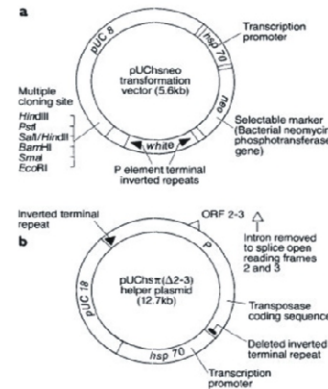 a
pUC 8
hsp 70
Transcription
promoter
pUChsneo
transformation
vector (5.6kb)
Multiple
cloning site
HindIII
PstI
SalI/HindII
BamHI
SmaI
EcoRI
neo
Selectable marker
(Bacterial neomycin
phosphotransferase
gene)
white
P element terminal
inverted repeats
Inverted terminal
repeat
ORF 2-3
b
P
Intron removed
to splice open
reading frames
2 and 3
pUChsπ(Δ2-3)
helper plasmid
(12.7kb)
pUC 18
Transposase
coding sequence
Deleted inverted
terminal repeat
hsp 70
Transcription
promoter